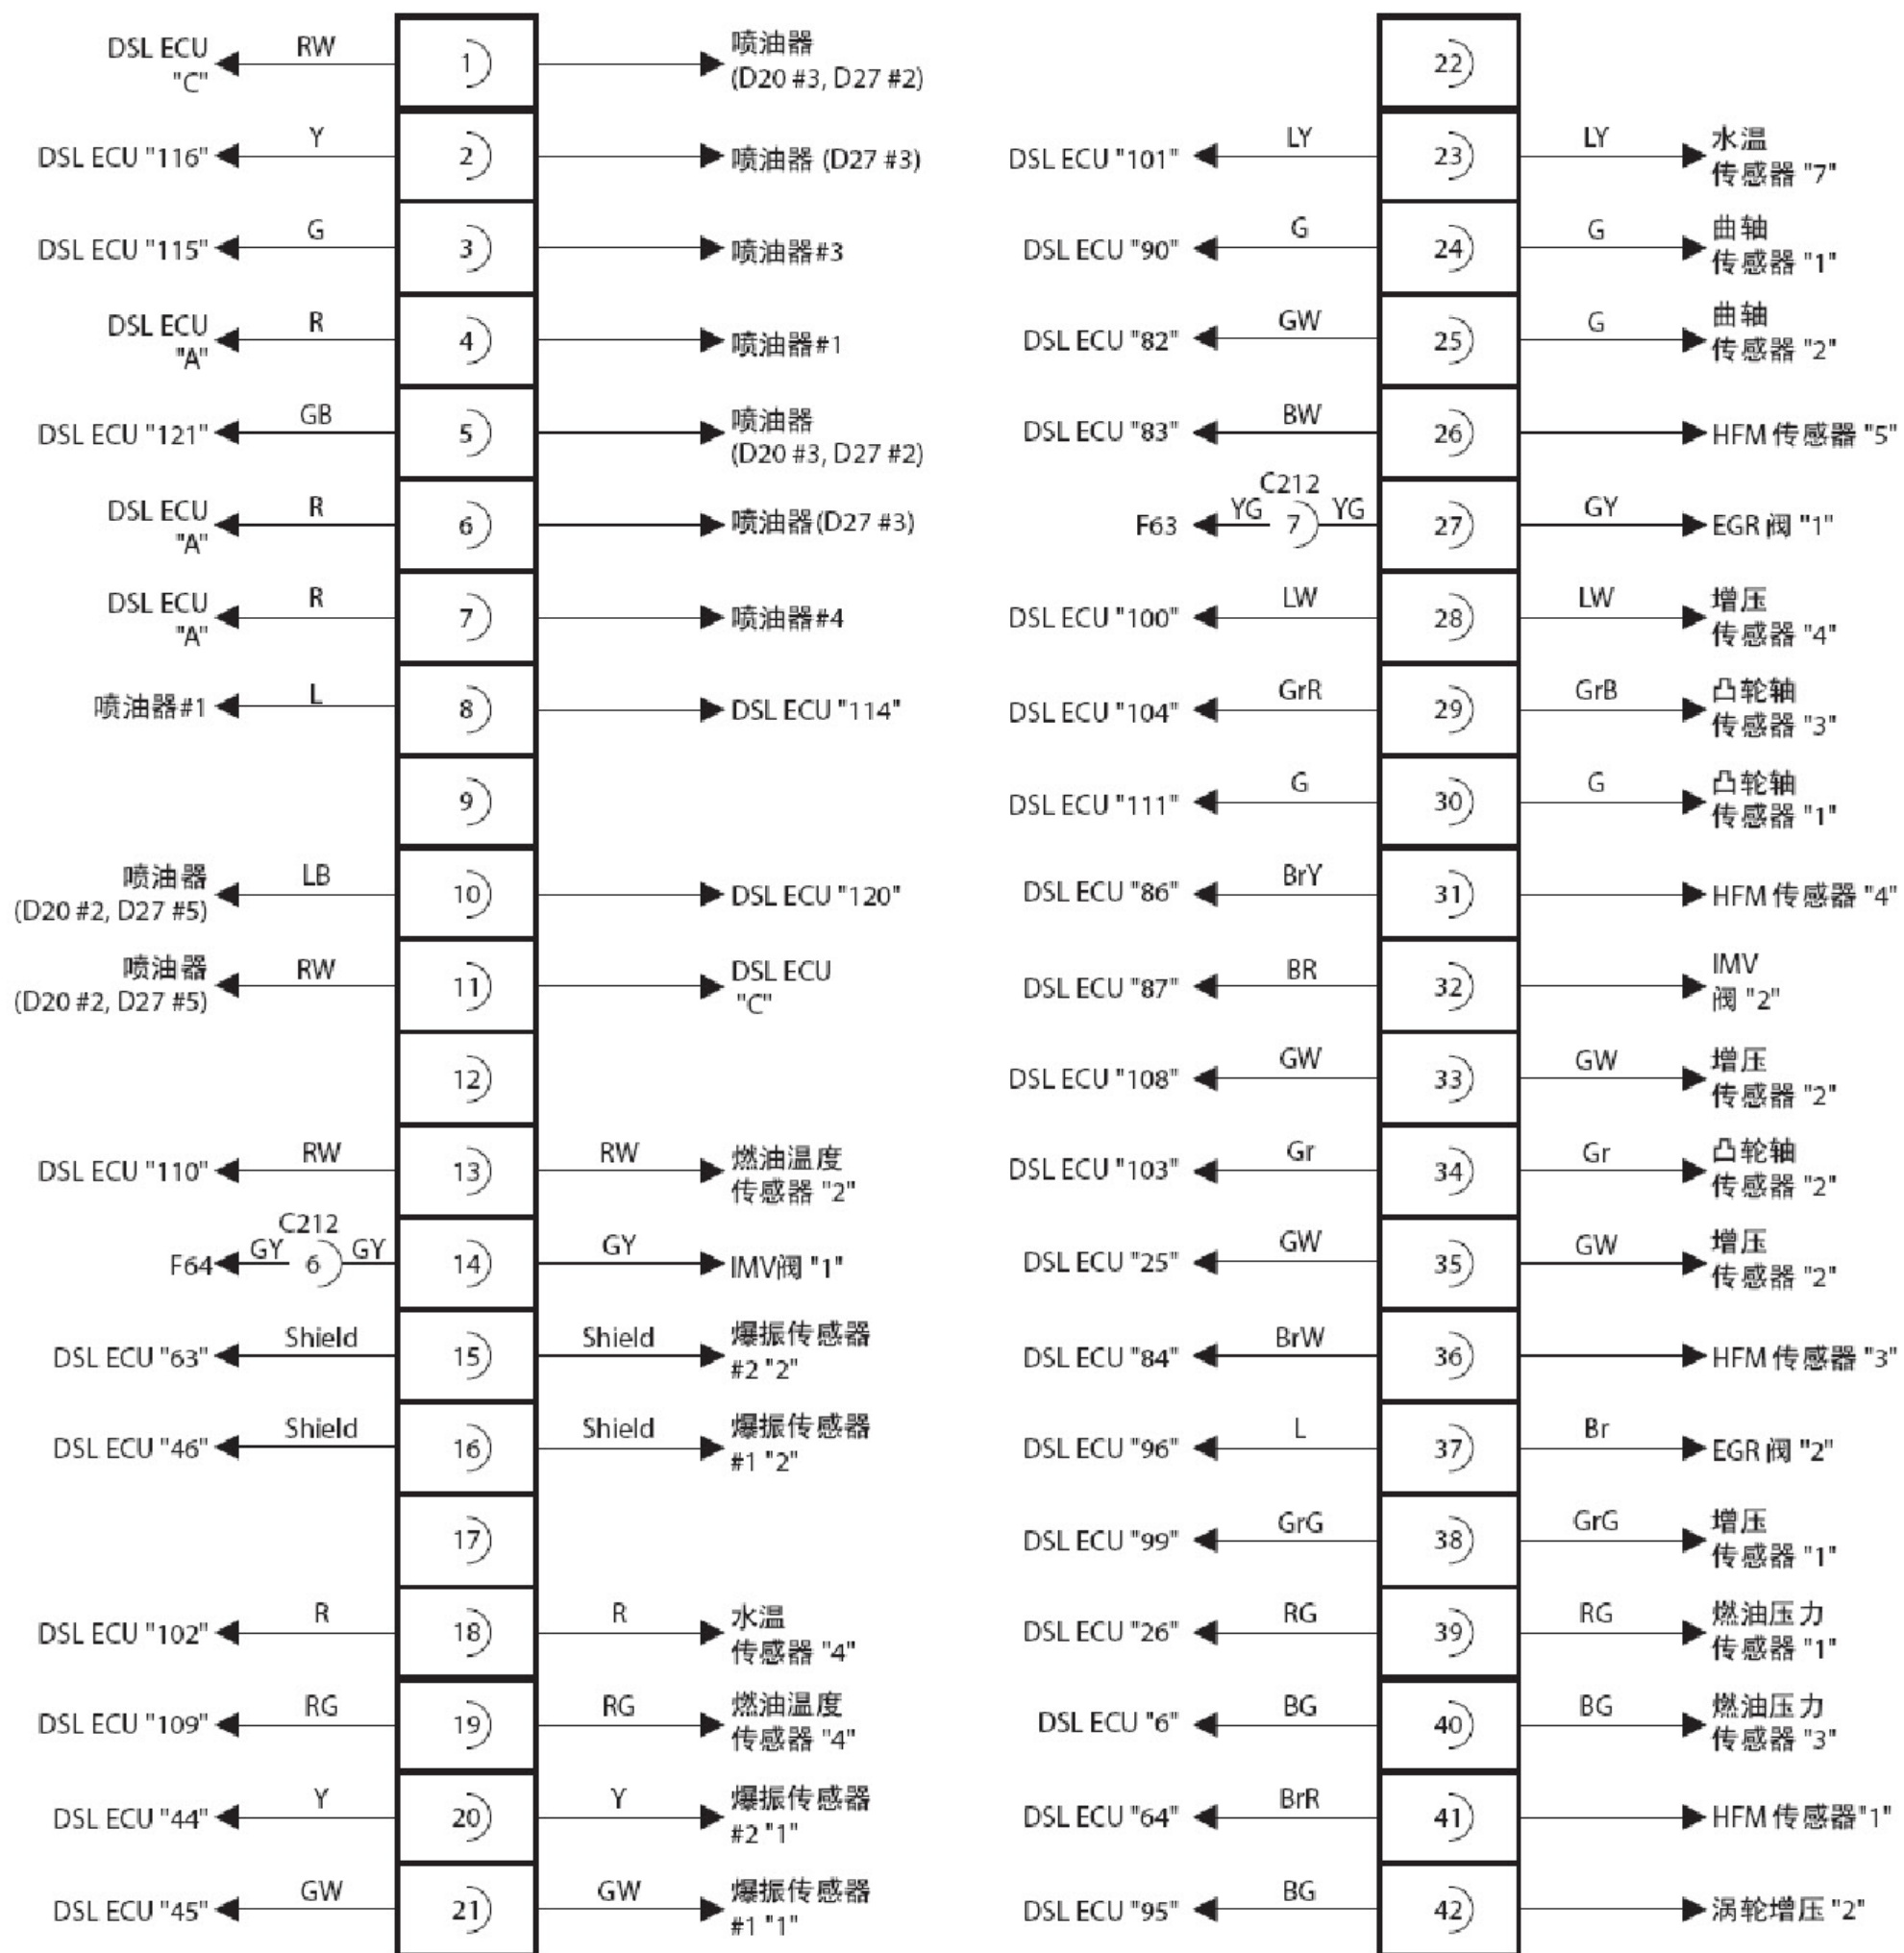 DSL ECU
"C"
RW
1
喷油器
(D20 #3, D27 #2)
DSL ECU "116"
Y
2
喷油器 (D27 #3)
DSL ECU "115"
G
3
喷油器#3
DSL ECU
"A"
R
4
喷油器#1
DSL ECU "121"
GB
5
喷油器
(D20 #3, D27 #2)
DSL ECU
"A"
R
6
喷油器(D27 #3)
DSL ECU
"A"
R
7
喷油器#4
喷油器#1
L
8
DSL ECU "114"
9
喷油器
(D20 #2, D27 #5)
LB
10
DSL ECU "120"
喷油器
(D20 #2, D27 #5)
RW
11
DSL ECU
"C"
12
DSL ECU "110"
RW
13
RW
燃油温度
传感器 "2"
F64
GY
C212
6
GY
14
GY
IMV阀 "1"
DSL ECU "63"
Shield
15
Shield
爆振传感器
#2 "2"
DSL ECU "46"
Shield
16
Shield
爆振传感器
#1 "2"
17
DSL ECU "102"
R
18
R
水温
传感器 "4"
DSL ECU "109"
RG
19
RG
燃油温度
传感器 "4"
DSL ECU "44"
Y
20
Y
爆振传感器
#2 "1"
DSL ECU "45"
GW
21
GW
爆振传感器
#1 "1"
22
DSL ECU "101"
LY
23
LY
水温
传感器 "7"
DSL ECU "90"
G
24
G
曲轴
传感器 "1"
DSL ECU "82"
GW
25
G
曲轴
传感器 "2"
DSL ECU "83"
BW
26
HFM 传感器 "5"
F63
YG
C212
7
YG
27
GY
EGR 阀 "1"
DSL ECU "100"
LW
28
LW
增压
传感器 "4"
DSL ECU "104"
GrR
29
GrB
凸轮轴
传感器 "3"
DSL ECU "111"
G
30
G
凸轮轴
传感器 "1"
DSL ECU "86"
BrY
31
HFM 传感器 "4"
DSL ECU "87"
BR
32
IMV
阀 "2"
DSL ECU "108"
GW
33
GW
增压
传感器 "2"
DSL ECU "103"
Gr
34
Gr
凸轮轴
传感器 "2"
DSL ECU "25"
GW
35
GW
增压
传感器 "2"
DSL ECU "84"
BrW
36
HFM 传感器 "3"
DSL ECU "96"
L
37
Br
EGR 阀 "2"
DSL ECU "99"
GrG
38
GrG
增压
传感器 "1"
DSL ECU "26"
RG
39
RG
燃油压力
传感器 "1"
DSL ECU "6"
BG
40
BG
燃油压力
传感器 "3"
DSL ECU "64"
BrR
41
HFM 传感器"1"
DSL ECU "95"
BG
42
涡轮增压 "2"